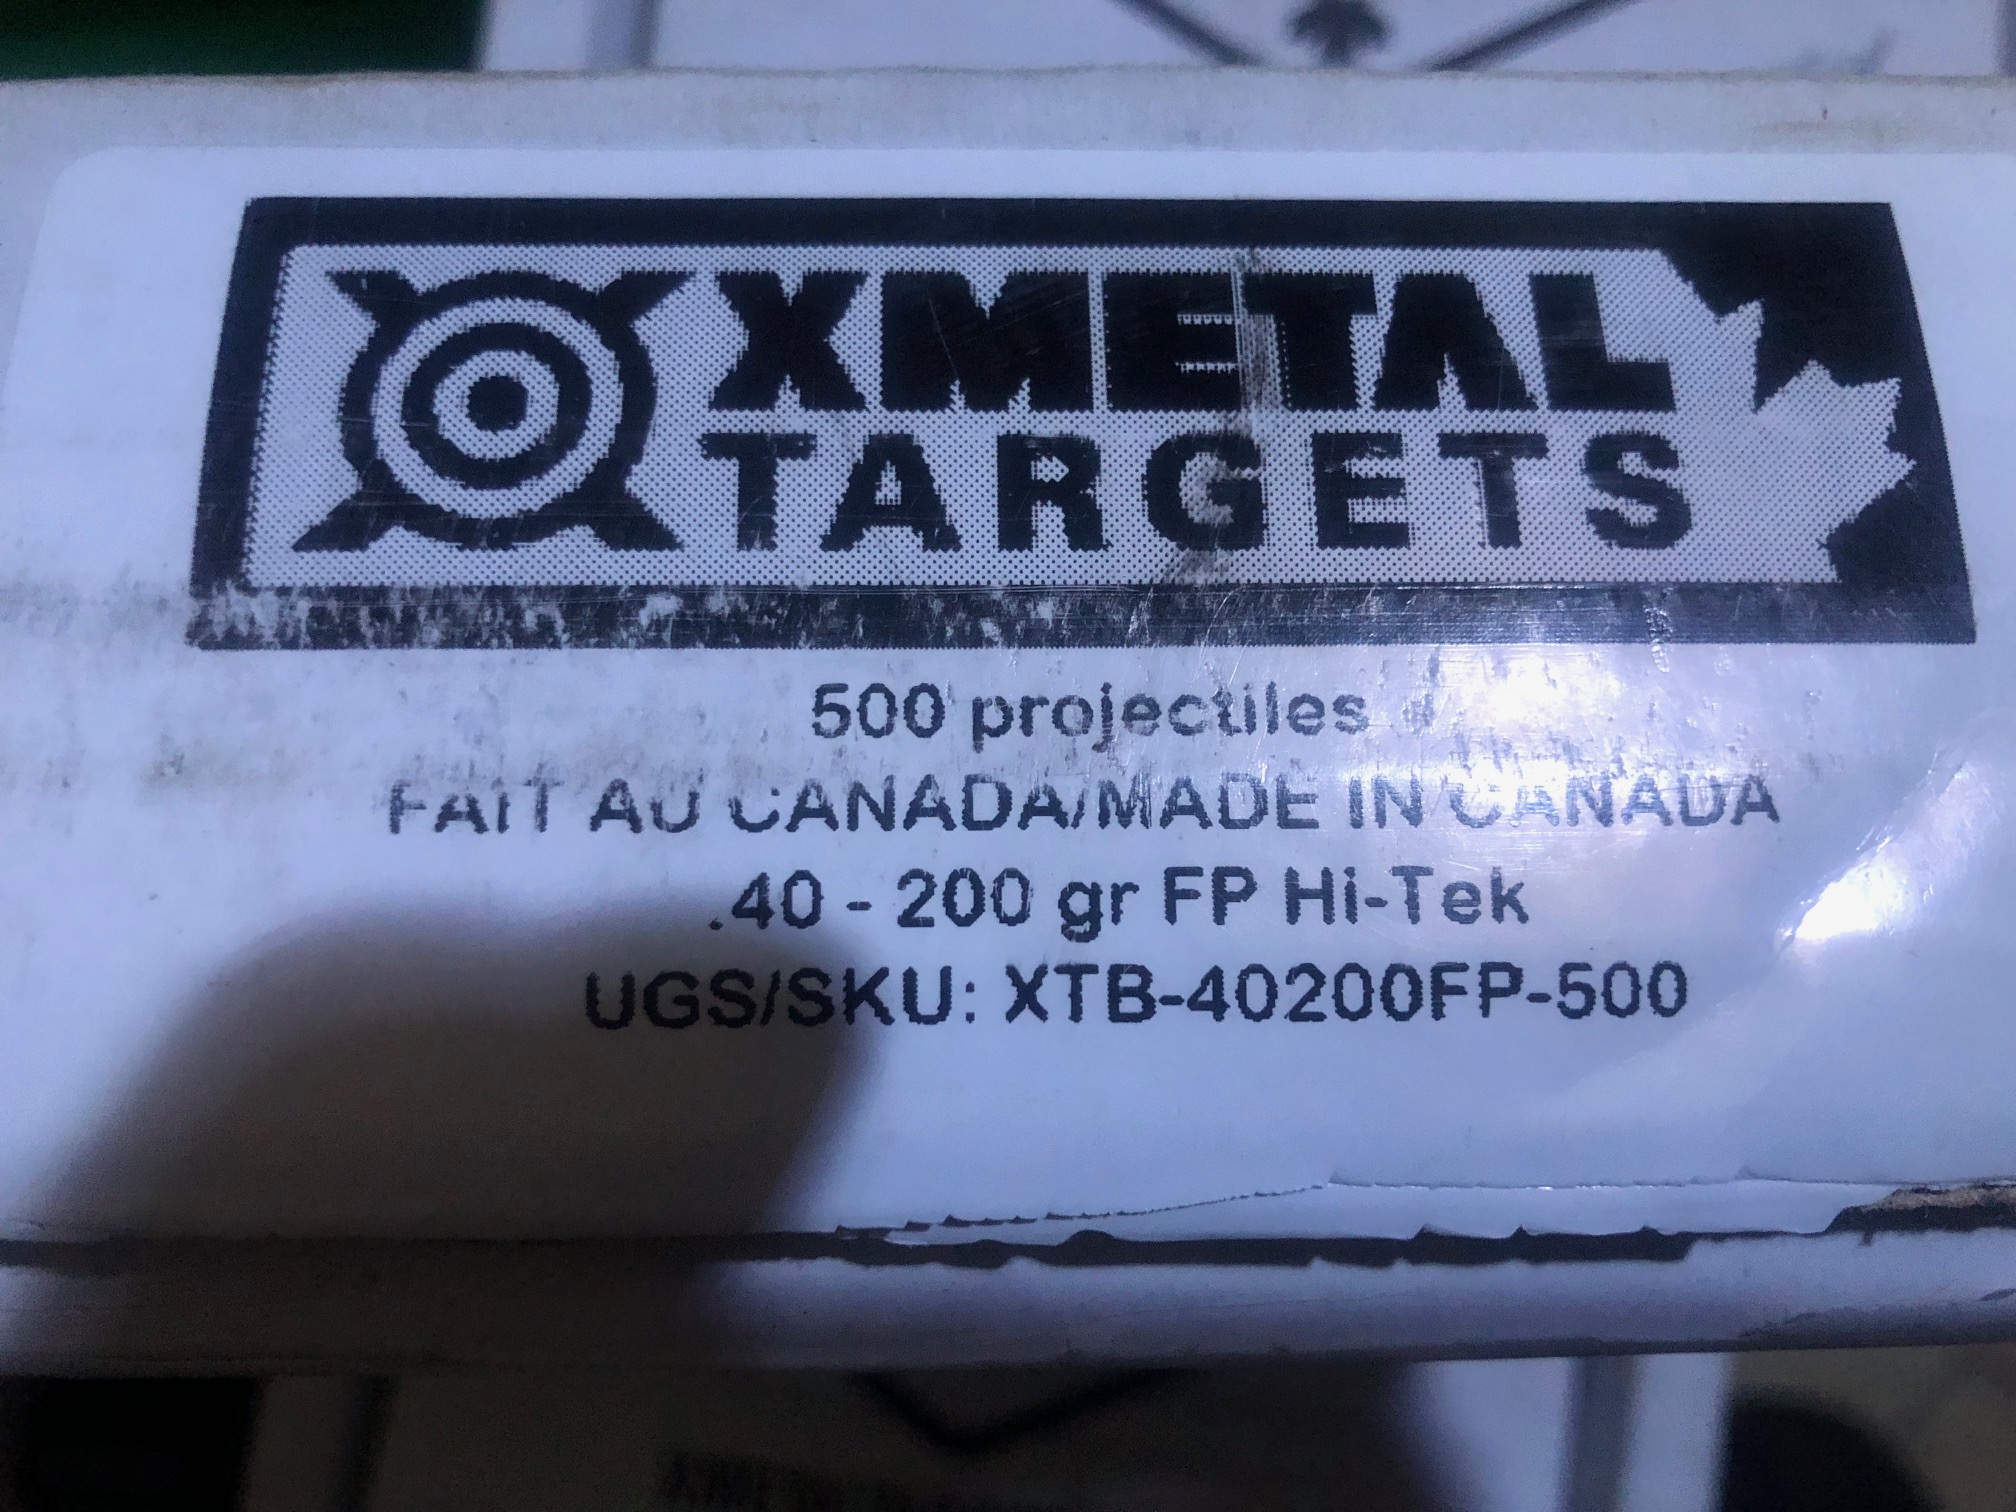 XMETAL
TARGETS
500 projectiles
FAIT AU CANADA/MADE IN CANADA
.40 - 200 gr FP Hi-Tek
UGS/SKU: XTB-40200FP-500